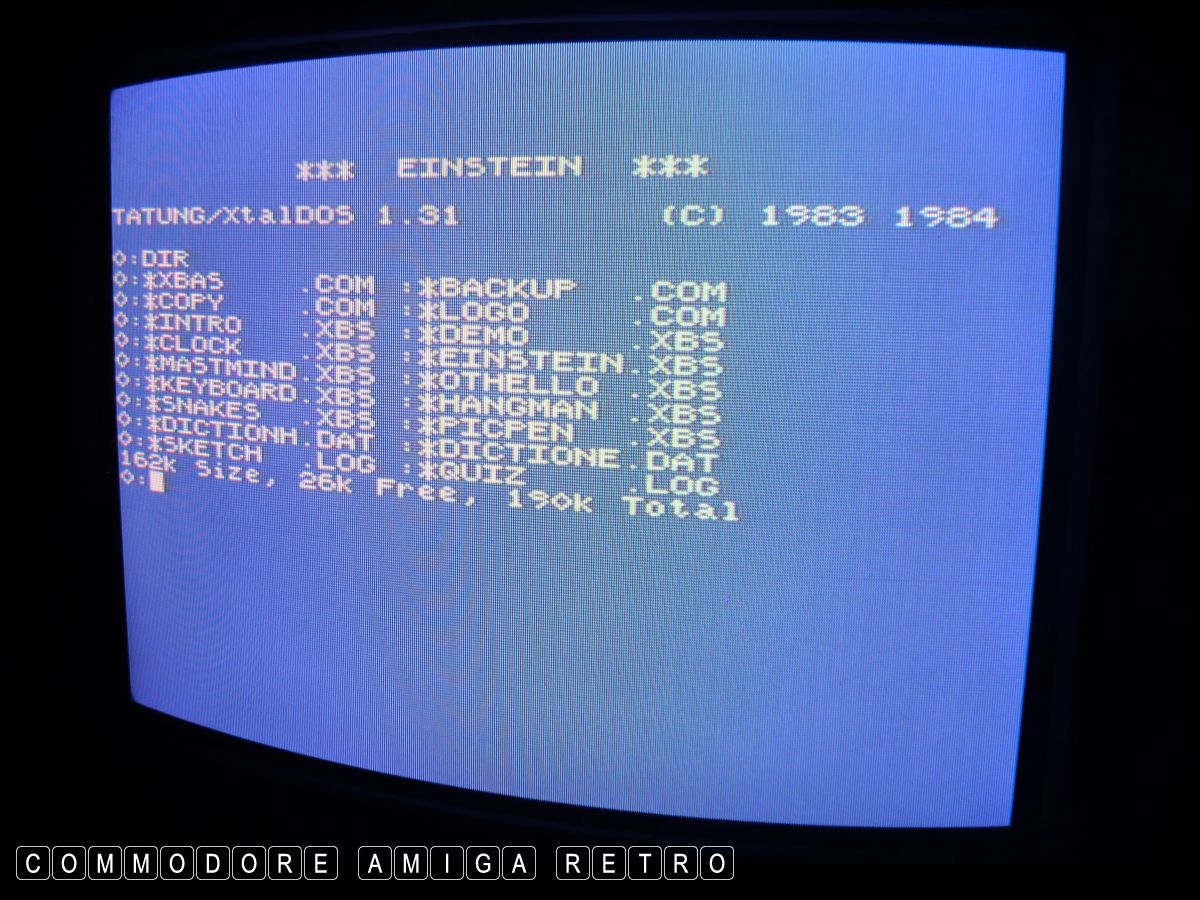 *** EINSTEIN ***
TATUNG/XtalDOS 1.31 (C) 1983 1984
0:DIR
0:*XBAS .COM :*BACKUP .COM
0:*COPY .COM :*LOGO .COM
0:*INTRO .XBS :*DEMO .XBS
0:*CLOCK .XBS :*EINSTEIN.XBS
0:*MASTMIND.XBS :*OTHELLO .XBS
0:*KEYBOARD.XBS :*HANGMAN .XBS
0:*SNAKES .XBS :*PICPEN .XBS
0:*DICTIONH.DAT :*DICTIONE.DAT
0:*SKETCH .LOG :*QUIZ .LOG
162k Size, 26k Free, 190k Total
0:
COMMODORE AMIGA RETRO